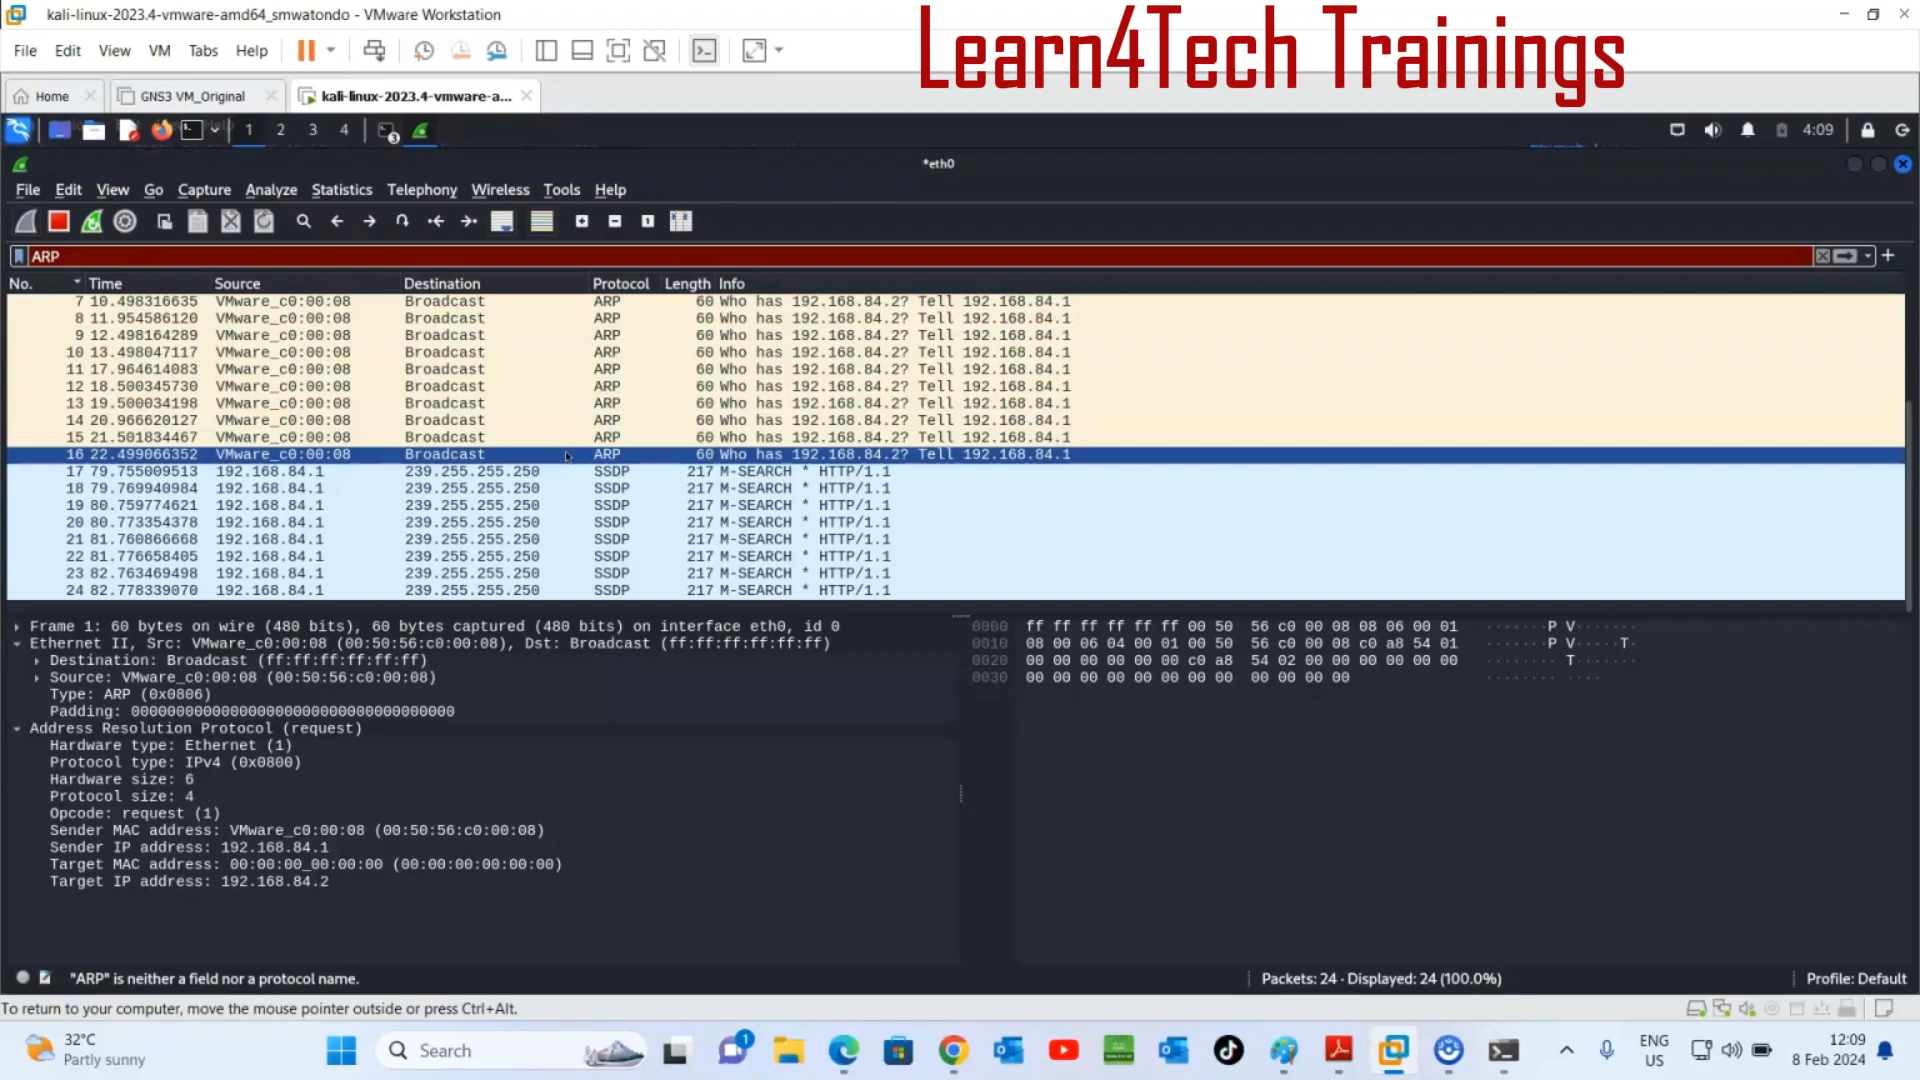 kali-linux-2023.4-vmware-amd64_smwatondo - VMware Workstation
Learn4Tech Trainings
File Edit View VM Tabs Help
Home GNS3 VM_Original kali-linux-2023.4-vmware-a...
1 2 3 4 3 4:09
*eth0
File Edit View Go Capture Analyze Statistics Telephony Wireless Tools Help
ARP
No. Time Source Destination Protocol Length Info
7 10.498316635 VMware_c0:00:08 Broadcast ARP 60 Who has 192.168.84.2? Tell 192.168.84.1
8 11.954586120 VMware_c0:00:08 Broadcast ARP 60 Who has 192.168.84.2? Tell 192.168.84.1
9 12.498164289 VMware_c0:00:08 Broadcast ARP 60 Who has 192.168.84.2? Tell 192.168.84.1
10 13.498047117 VMware_c0:00:08 Broadcast ARP 60 Who has 192.168.84.2? Tell 192.168.84.1
11 17.964614083 VMware_c0:00:08 Broadcast ARP 60 Who has 192.168.84.2? Tell 192.168.84.1
12 18.500345730 VMware_c0:00:08 Broadcast ARP 60 Who has 192.168.84.2? Tell 192.168.84.1
13 19.500034198 VMware_c0:00:08 Broadcast ARP 60 Who has 192.168.84.2? Tell 192.168.84.1
14 20.966620127 VMware_c0:00:08 Broadcast ARP 60 Who has 192.168.84.2? Tell 192.168.84.1
15 21.501834467 VMware_c0:00:08 Broadcast ARP 60 Who has 192.168.84.2? Tell 192.168.84.1
16 22.499066352 VMware_c0:00:08 Broadcast ARP 60 Who has 192.168.84.2? Tell 192.168.84.1
17 79.755009513 192.168.84.1 239.255.255.250 SSDP 217 M-SEARCH * HTTP/1.1
18 79.769940984 192.168.84.1 239.255.255.250 SSDP 217 M-SEARCH * HTTP/1.1
19 80.759774621 192.168.84.1 239.255.255.250 SSDP 217 M-SEARCH * HTTP/1.1
20 80.773354378 192.168.84.1 239.255.255.250 SSDP 217 M-SEARCH * HTTP/1.1
21 81.760866668 192.168.84.1 239.255.255.250 SSDP 217 M-SEARCH * HTTP/1.1
22 81.776658405 192.168.84.1 239.255.255.250 SSDP 217 M-SEARCH * HTTP/1.1
23 82.763469498 192.168.84.1 239.255.255.250 SSDP 217 M-SEARCH * HTTP/1.1
24 82.778339070 192.168.84.1 239.255.255.250 SSDP 217 M-SEARCH * HTTP/1.1
Frame 1: 60 bytes on wire (480 bits), 60 bytes captured (480 bits) on interface eth0, id 0
Ethernet II, Src: VMware_c0:00:08 (00:50:56:c0:00:08), Dst: Broadcast (ff:ff:ff:ff:ff:ff)
Destination: Broadcast (ff:ff:ff:ff:ff:ff)
Source: VMware_c0:00:08 (00:50:56:c0:00:08)
Type: ARP (0x0806)
Padding: 000000000000000000000000000000000000
Address Resolution Protocol (request)
Hardware type: Ethernet (1)
Protocol type: IPv4 (0x0800)
Hardware size: 6
Protocol size: 4
Opcode: request (1)
Sender MAC address: VMware_c0:00:08 (00:50:56:c0:00:08)
Sender IP address: 192.168.84.1
Target MAC address: 00:00:00_00:00:00 (00:00:00:00:00:00)
Target IP address: 192.168.84.2
0000 ff ff ff ff ff ff 00 50 56 c0 00 08 08 06 00 01 ·······P V·······
0010 08 00 06 04 00 01 00 50 56 c0 00 08 c0 a8 54 01 ·······P V·····T·
0020 00 00 00 00 00 00 c0 a8 54 02 00 00 00 00 00 00 ········ T·······
0030 00 00 00 00 00 00 00 00 00 00 00 00 ········ ····
"ARP" is neither a field nor a protocol name.
Packets: 24 · Displayed: 24 (100.0%)
Profile: Default
To return to your computer, move the mouse pointer outside or press Ctrl+Alt.
32°C
Partly sunny
Search
1
ENG
US
12:09
8 Feb 2024